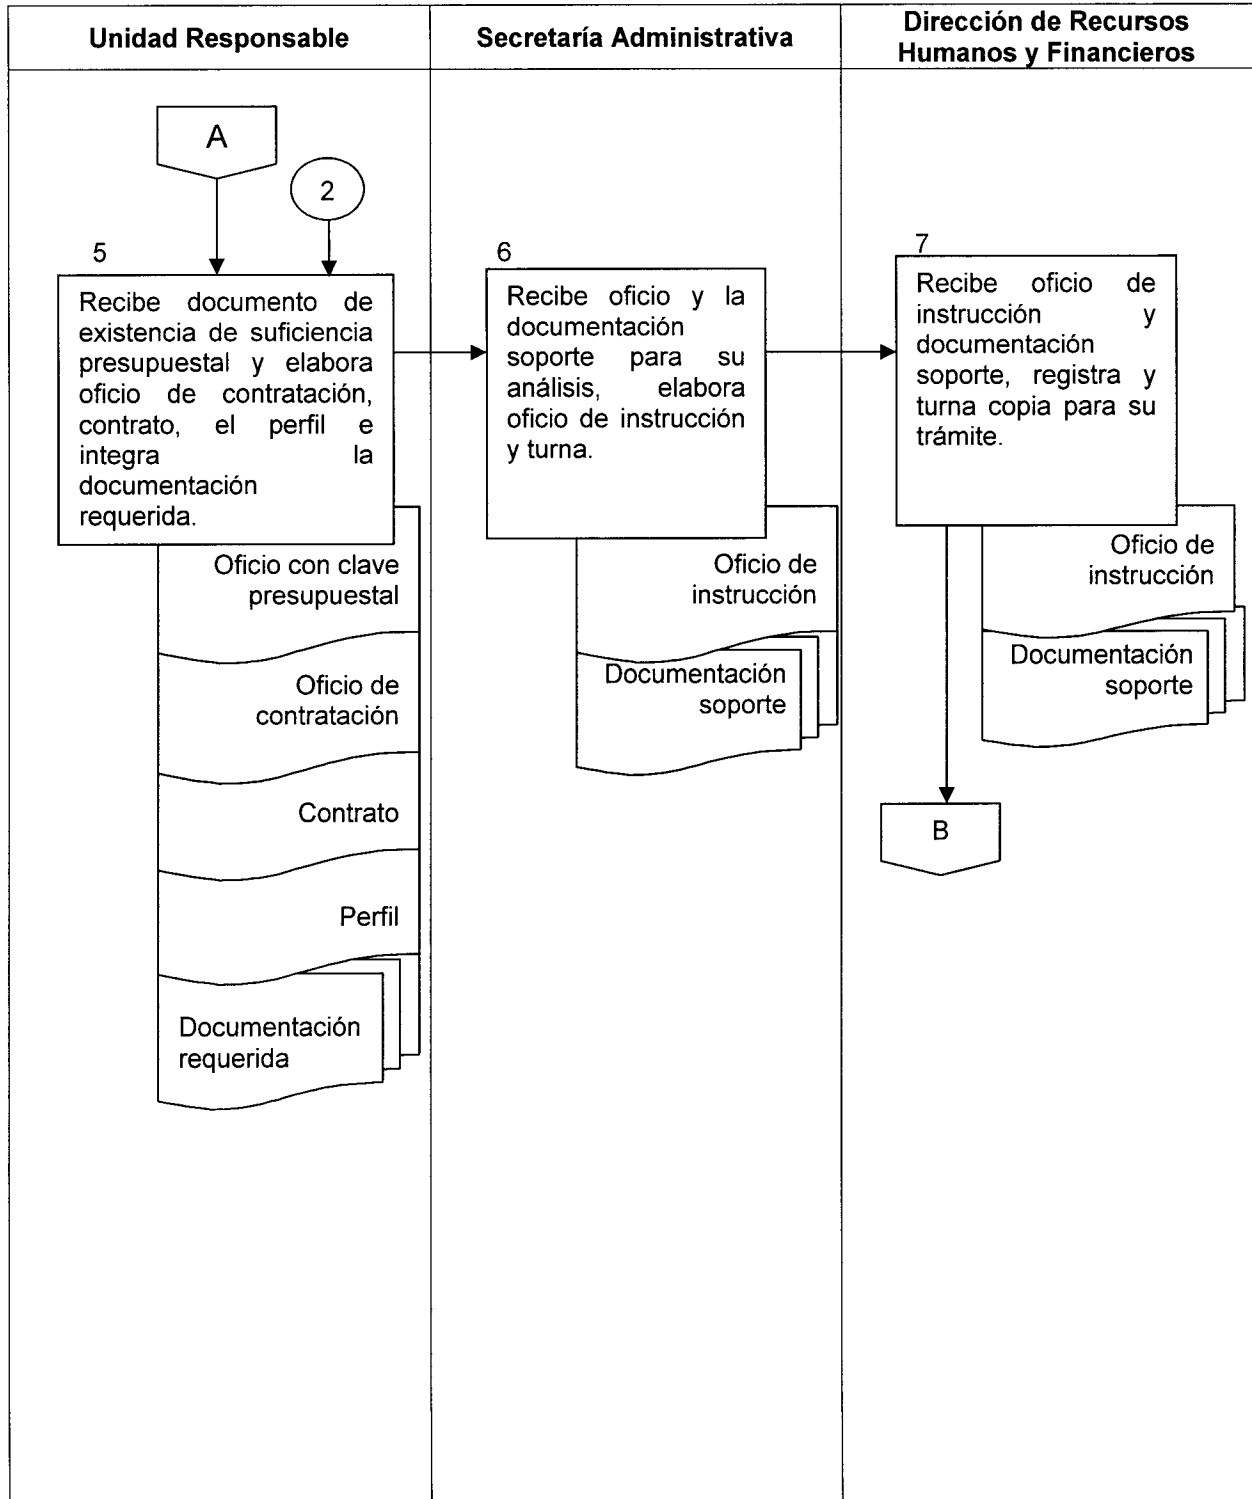 Unidad Responsable
Secretaría Administrativa
Dirección de Recursos
Humanos y Financieros
A
2
5
Recibe documento de
existencia de suficiencia
presupuestal y elabora
oficio de contratación,
contrato, el perfil e
integra la
documentación
requerida.
Oficio con clave
presupuestal
Oficio de
contratación
Contrato
Perfil
Documentación
requerida
6
Recibe oficio y la
documentación
soporte para su
análisis, elabora
oficio de instrucción
y turna.
Oficio de
instrucción
Documentación
soporte
7
Recibe oficio de
instrucción y
documentación
soporte, registra y
turna copia para su
trámite.
Oficio de
instrucción
Documentación
soporte
B